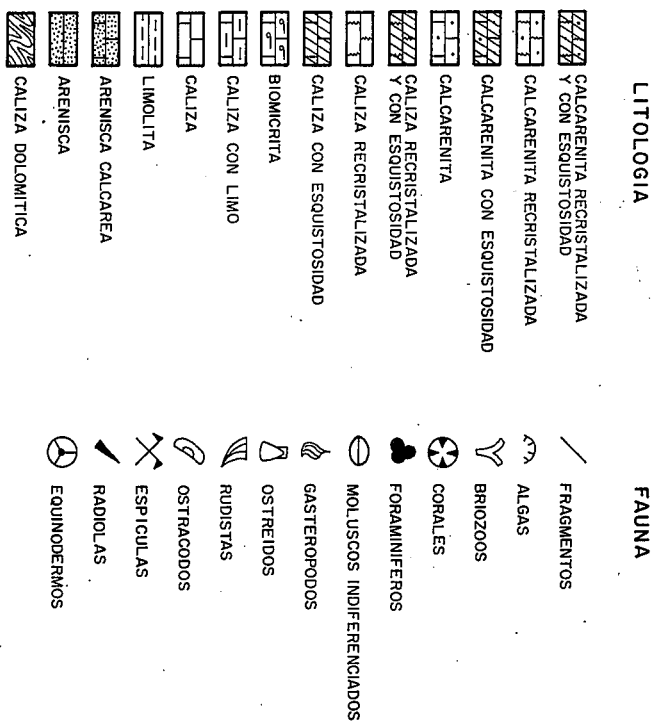 LITOLOGIA
CALCARENITA RECRISTALIZADA
Y CON ESQUISTOSIDAD
CALCARENITA RECRISTALIZADA
CALCARENITA CON ESQUISTOSIDAD
CALCARENITA
CALIZA RECRISTALIZADA
Y CON ESQUISTOSIDAD
CALIZA RECRISTALIZADA
CALIZA CON ESQUISTOSIDAD
BIOMICRITA
CALIZA CON LIMO
CALIZA
LIMOLITA
ARENISCA CALCAREA
ARENISCA
CALIZA DOLOMITICA
FAUNA
FRAGMENTOS
ALGAS
BRIOZOOS
CORALES
FORAMINIFEROS
MOLUSCOS INDIFERENCIADOS
GASTEROPODOS
OSTREIDOS
RUDISTAS
OSTRACODOS
ESPICULAS
RADIOLAS
EQUINODERMOS